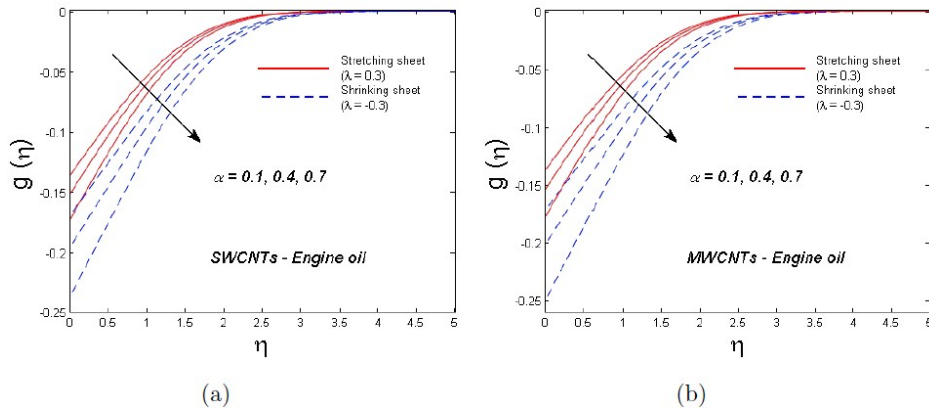 0
-0.05
-0.1
-0.15
-0.2
-0.25
g (η)
Stretching sheet
(λ = 0.3)
Shrinking sheet
(λ = -0.3)
α = 0.1, 0.4, 0.7
SWCNTs - Engine oil
0 0.5 1 1.5 2 2.5 3 3.5 4 4.5 5
η
(a)
0
-0.05
-0.1
-0.15
-0.2
-0.25
g (η)
Stretching sheet
(λ = 0.3)
Shrinking sheet
(λ = -0.3)
α = 0.1, 0.4, 0.7
MWCNTs - Engine oil
0 0.5 1 1.5 2 2.5 3 3.5 4 4.5 5
η
(b)